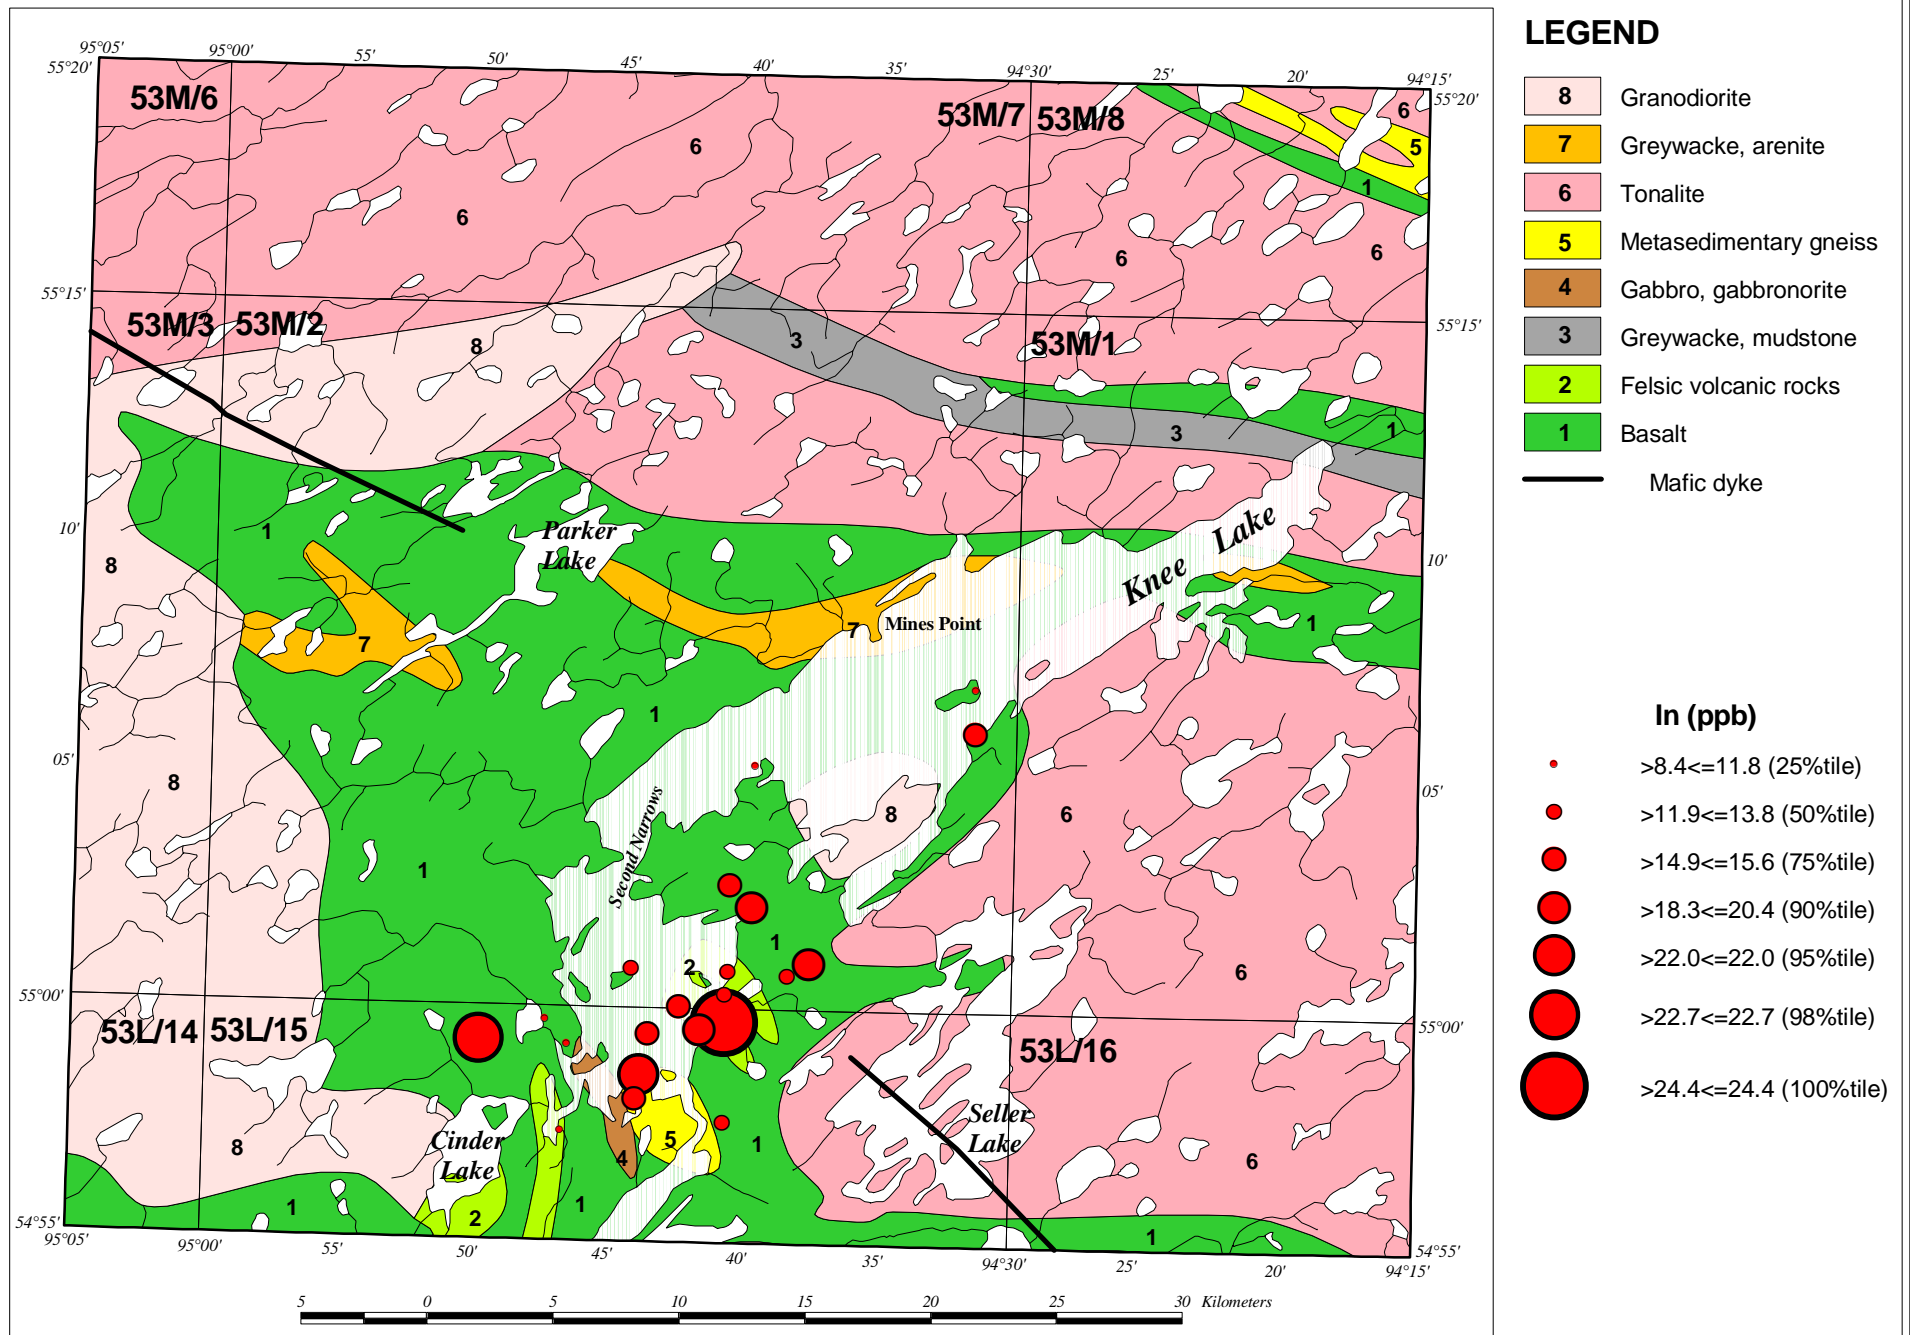 95°05'
95°00'
55'
50'
45'
40'
35'
94°30'
25'
20'
94°15'
55°20'
55°20'
53M/6
53M/7
53M/8
6
6
6
6
6
5
1
55°15'
55°15'
53M/3
53M/2
53M/1
8
3
3
1
10'
10'
1
8
Parker
Lake
Knee Lake
7
7
Mines Point
1
1
05'
05'
8
8
6
1
Second Narrows
1
2
6
55°00'
55°00'
53L/14
53L/15
53L/16
Cinder
Lake
Seller
Lake
8
4
5
1
6
1
2
1
1
54°55'
54°55'
95°05'
95°00'
55'
50'
45'
40'
35'
94°30'
25'
20'
94°15'
5
0
5
10
15
20
25
30
Kilometers
LEGEND
8 Granodiorite
7 Greywacke, arenite
6 Tonalite
5 Metasedimentary gneiss
4 Gabbro, gabbronorite
3 Greywacke, mudstone
2 Felsic volcanic rocks
1 Basalt
Mafic dyke
In (ppb)
>8.4<=11.8 (25%tile)
>11.9<=13.8 (50%tile)
>14.9<=15.6 (75%tile)
>18.3<=20.4 (90%tile)
>22.0<=22.0 (95%tile)
>22.7<=22.7 (98%tile)
>24.4<=24.4 (100%tile)